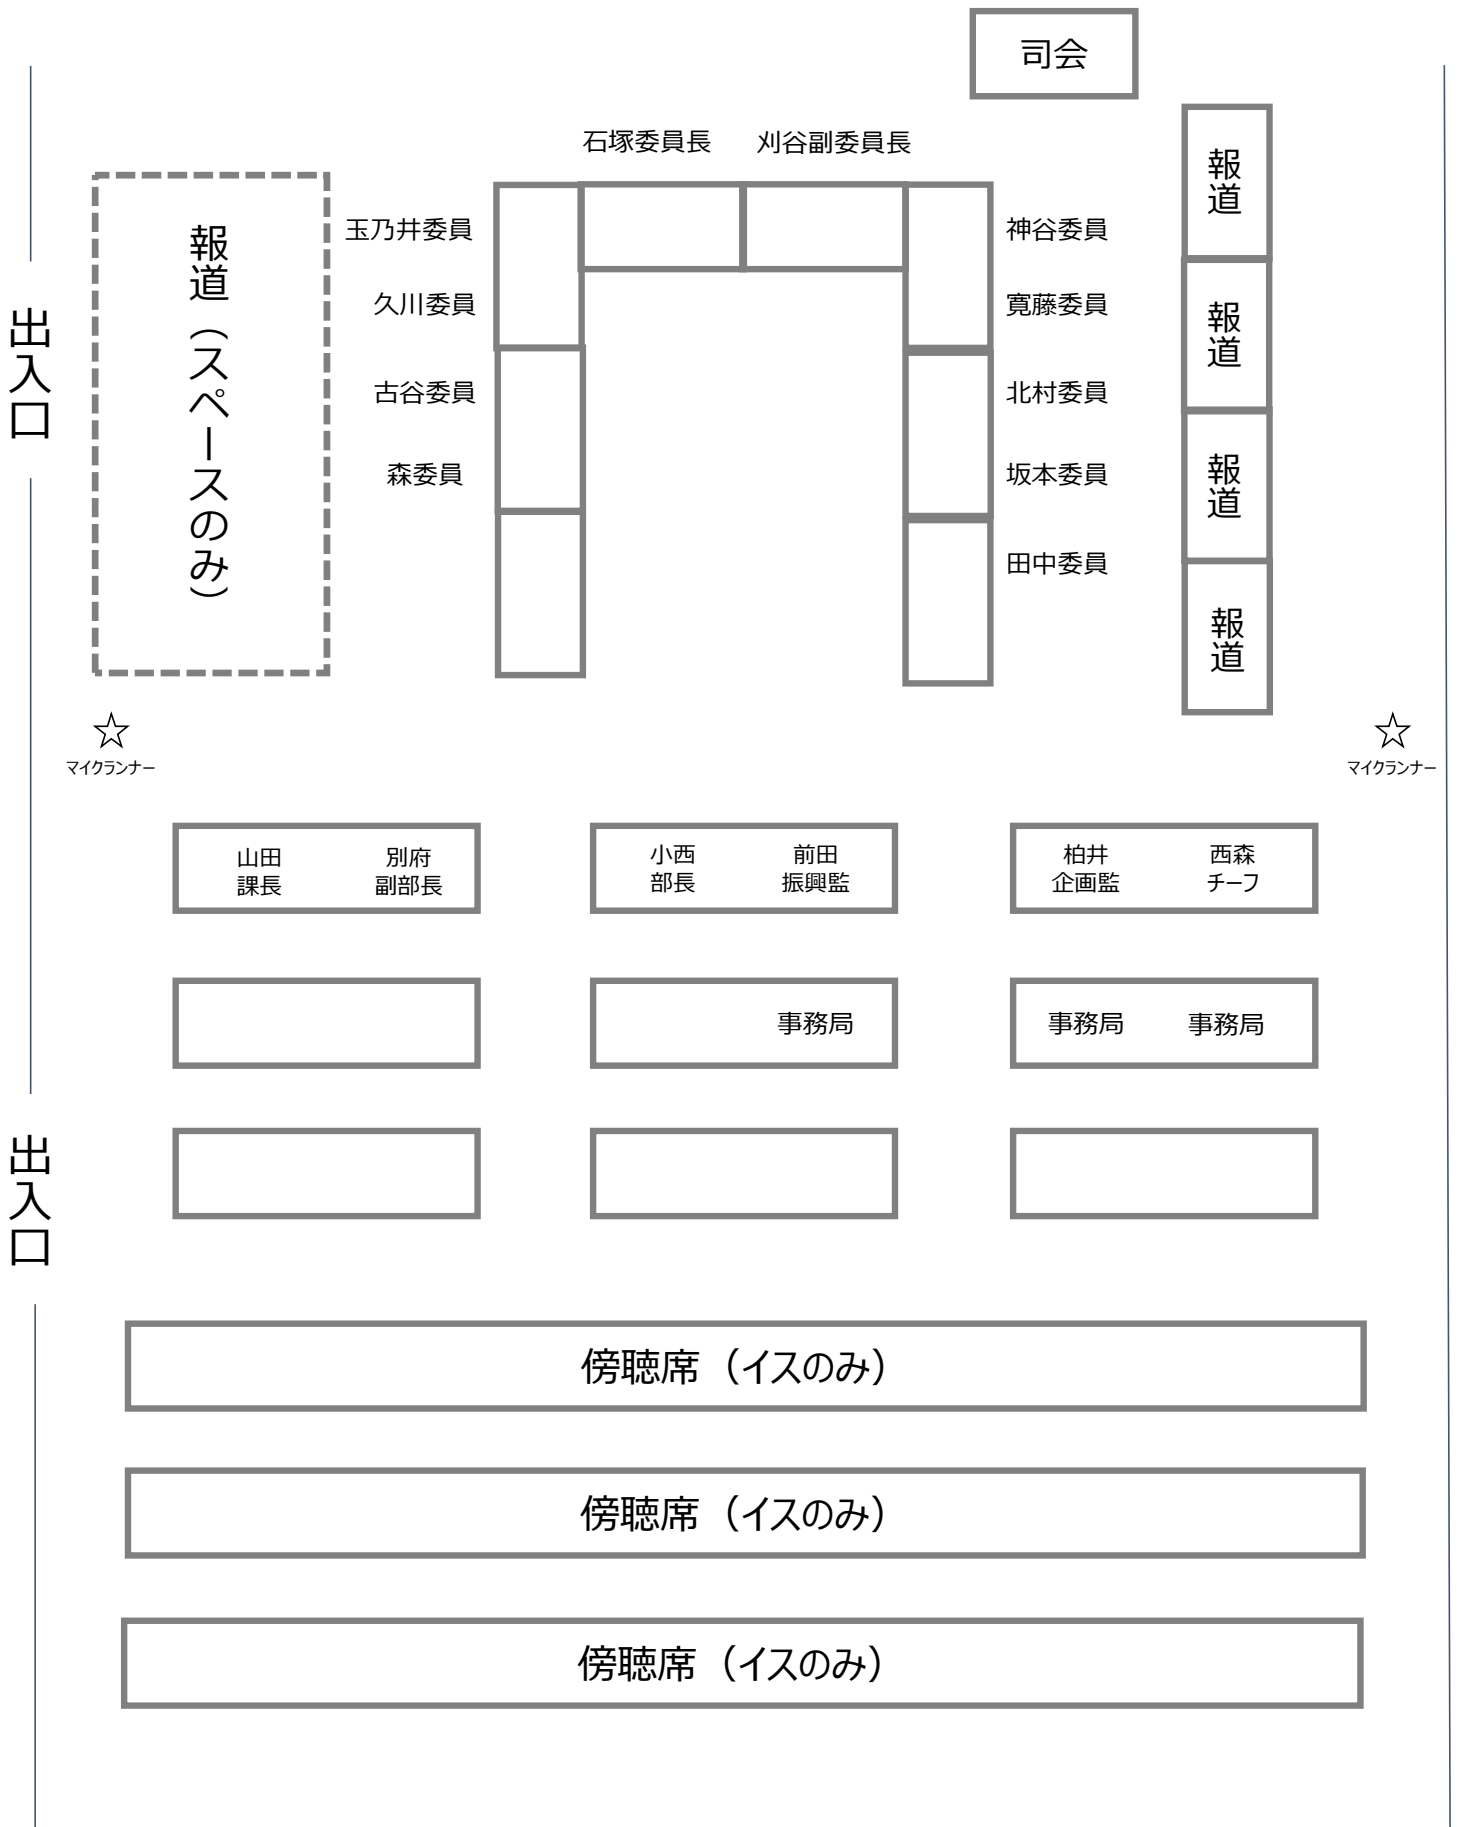 司会
石塚委員長
刈谷副委員長
報道
報道（スペースのみ）
玉乃井委員
神谷委員
久川委員
寛藤委員
報道
出入口
古谷委員
北村委員
森委員
坂本委員
報道
田中委員
報道
☆
マイクランナー
☆
マイクランナー
山田
課長
別府
副部長
小西
部長
前田
振興監
柏井
企画監
西森
チーフ
事務局
事務局
事務局
出入口
傍聴席（イスのみ）
傍聴席（イスのみ）
傍聴席（イスのみ）